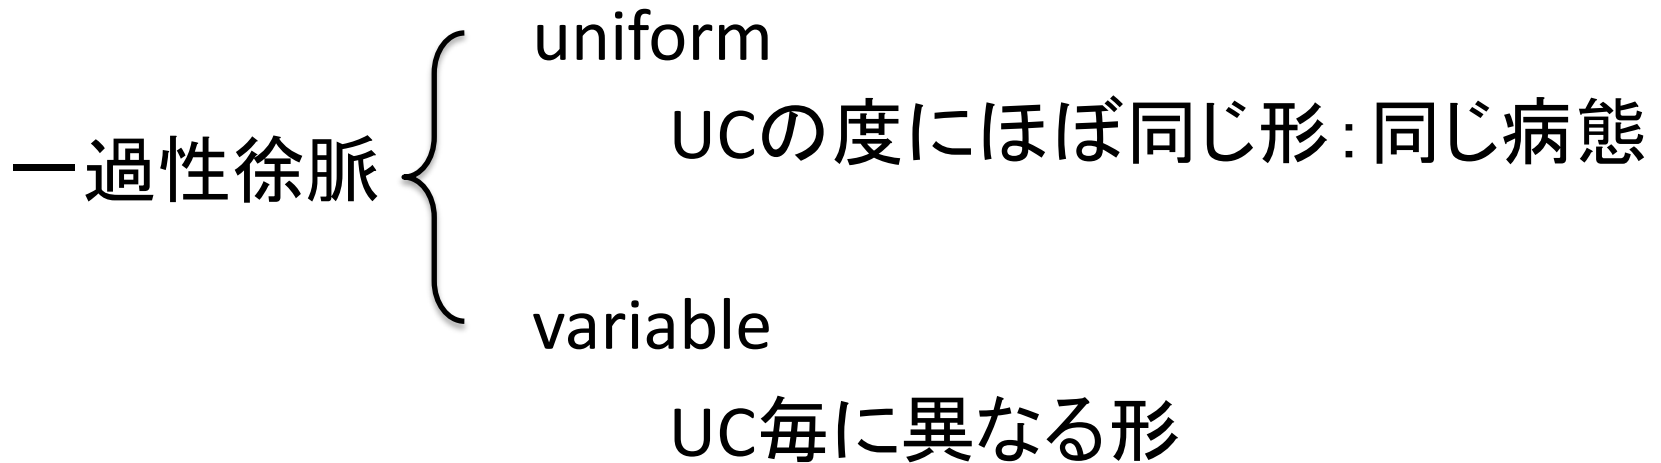 uniform
UCの度にほぼ同じ形：同じ病態
一過性徐脈
variable
UC毎に異なる形